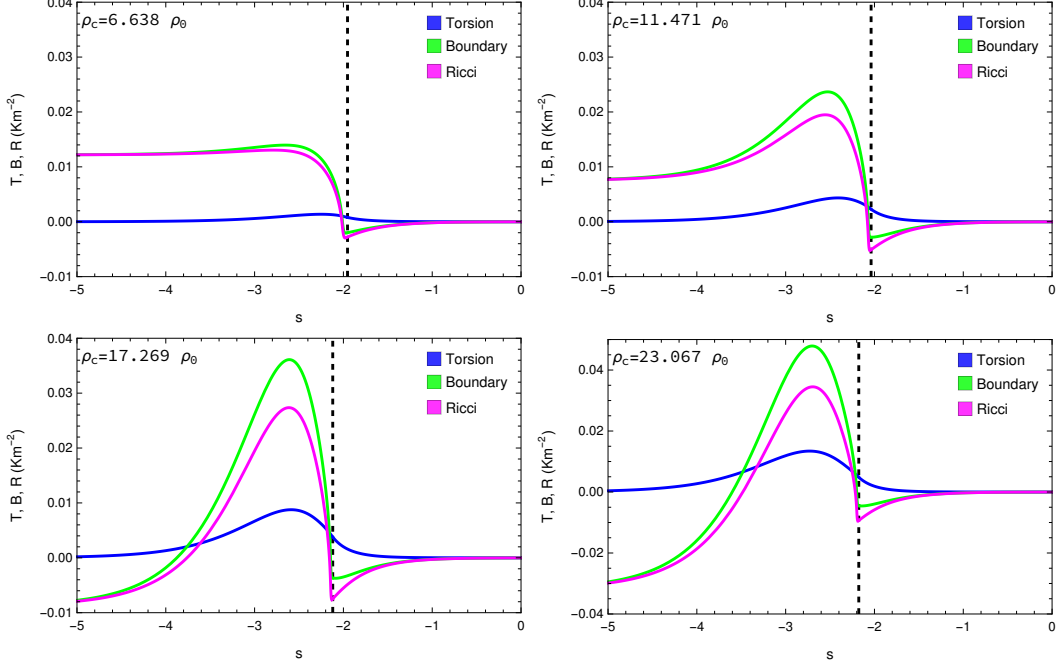 ρc=6.638 ρ0
Torsion
Boundary
Ricci
T, B, R (Km−2)
0.04
0.03
0.02
0.01
0.00
−0.01
−5 −4 −3 −2 −1 0
s
ρc=11.471 ρ0
Torsion
Boundary
Ricci
T, B, R (Km−2)
0.04
0.03
0.02
0.01
0.00
−0.01
−5 −4 −3 −2 −1 0
s
ρc=17.269 ρ0
Torsion
Boundary
Ricci
T, B, R (Km−2)
0.04
0.03
0.02
0.01
0.00
−0.01
−5 −4 −3 −2 −1 0
s
ρc=23.067 ρ0
Torsion
Boundary
Ricci
T, B, R (Km−2)
0.04
0.02
0.00
−0.02
−0.04
−5 −4 −3 −2 −1 0
s